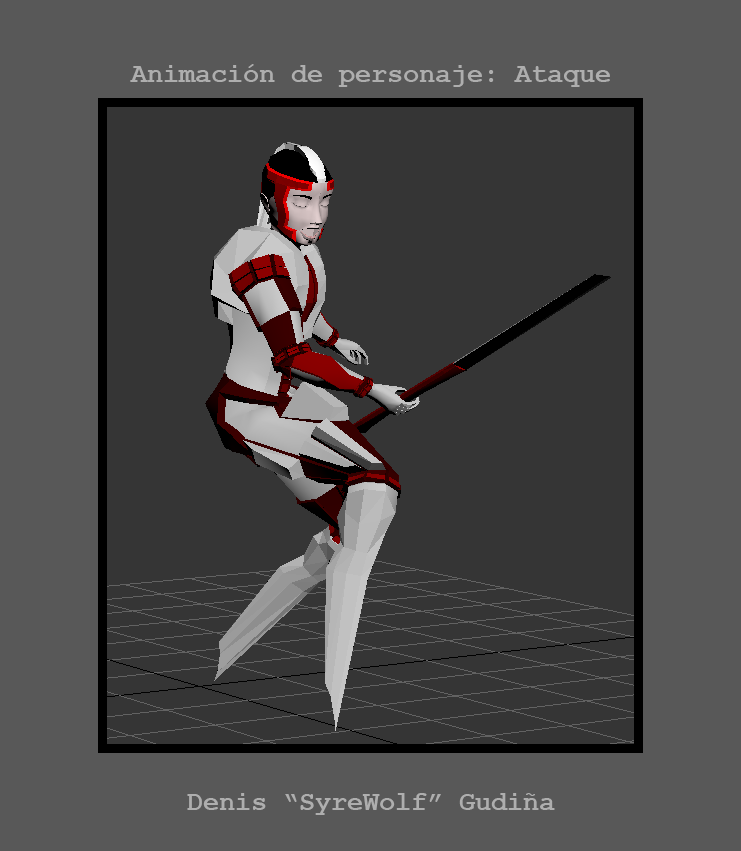 Animación de personaje: Ataque
Denis “SyreWolf” Gudiña